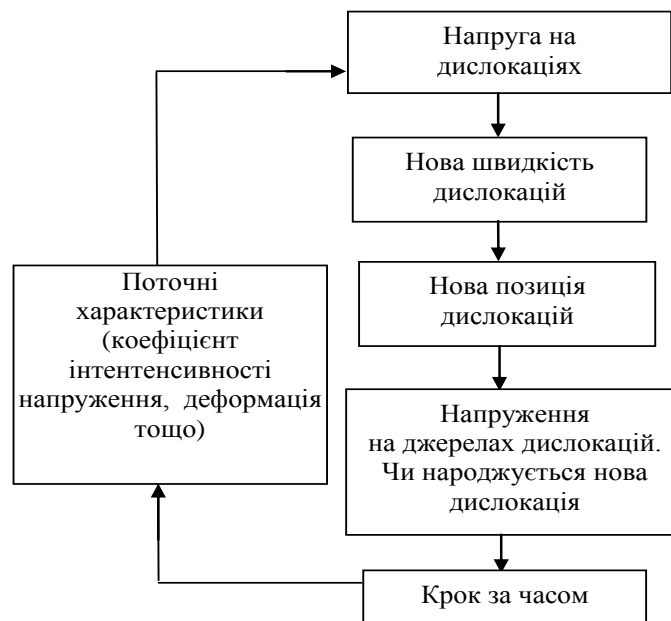 Напруга на
дислокаціях
Нова швидкість
дислокацій
Нова позиція
дислокацій
Напруження
на джерелах дислокацій.
Чи народжується нова
дислокація
Крок за часом
Поточні
характеристики
(коефіцієнт
інтентенсивності
напруження, деформація
тощо)